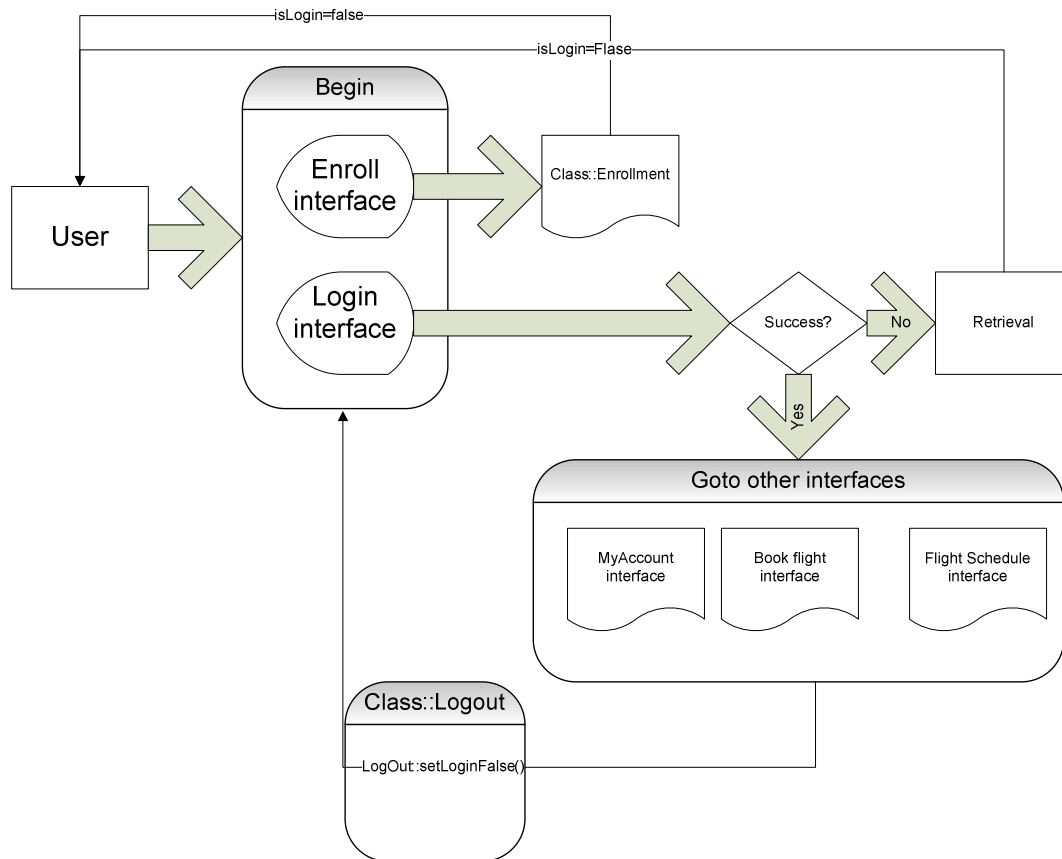 isLogin=false
isLogin=Flase
Begin
Enroll
interface
Class::Enrollment
User
Login
interface
Success?
No
Retrieval
Yes
Goto other interfaces
MyAccount
interface
Book flight
interface
Flight Schedule
interface
Class::Logout
LogOut::setLoginFalse()